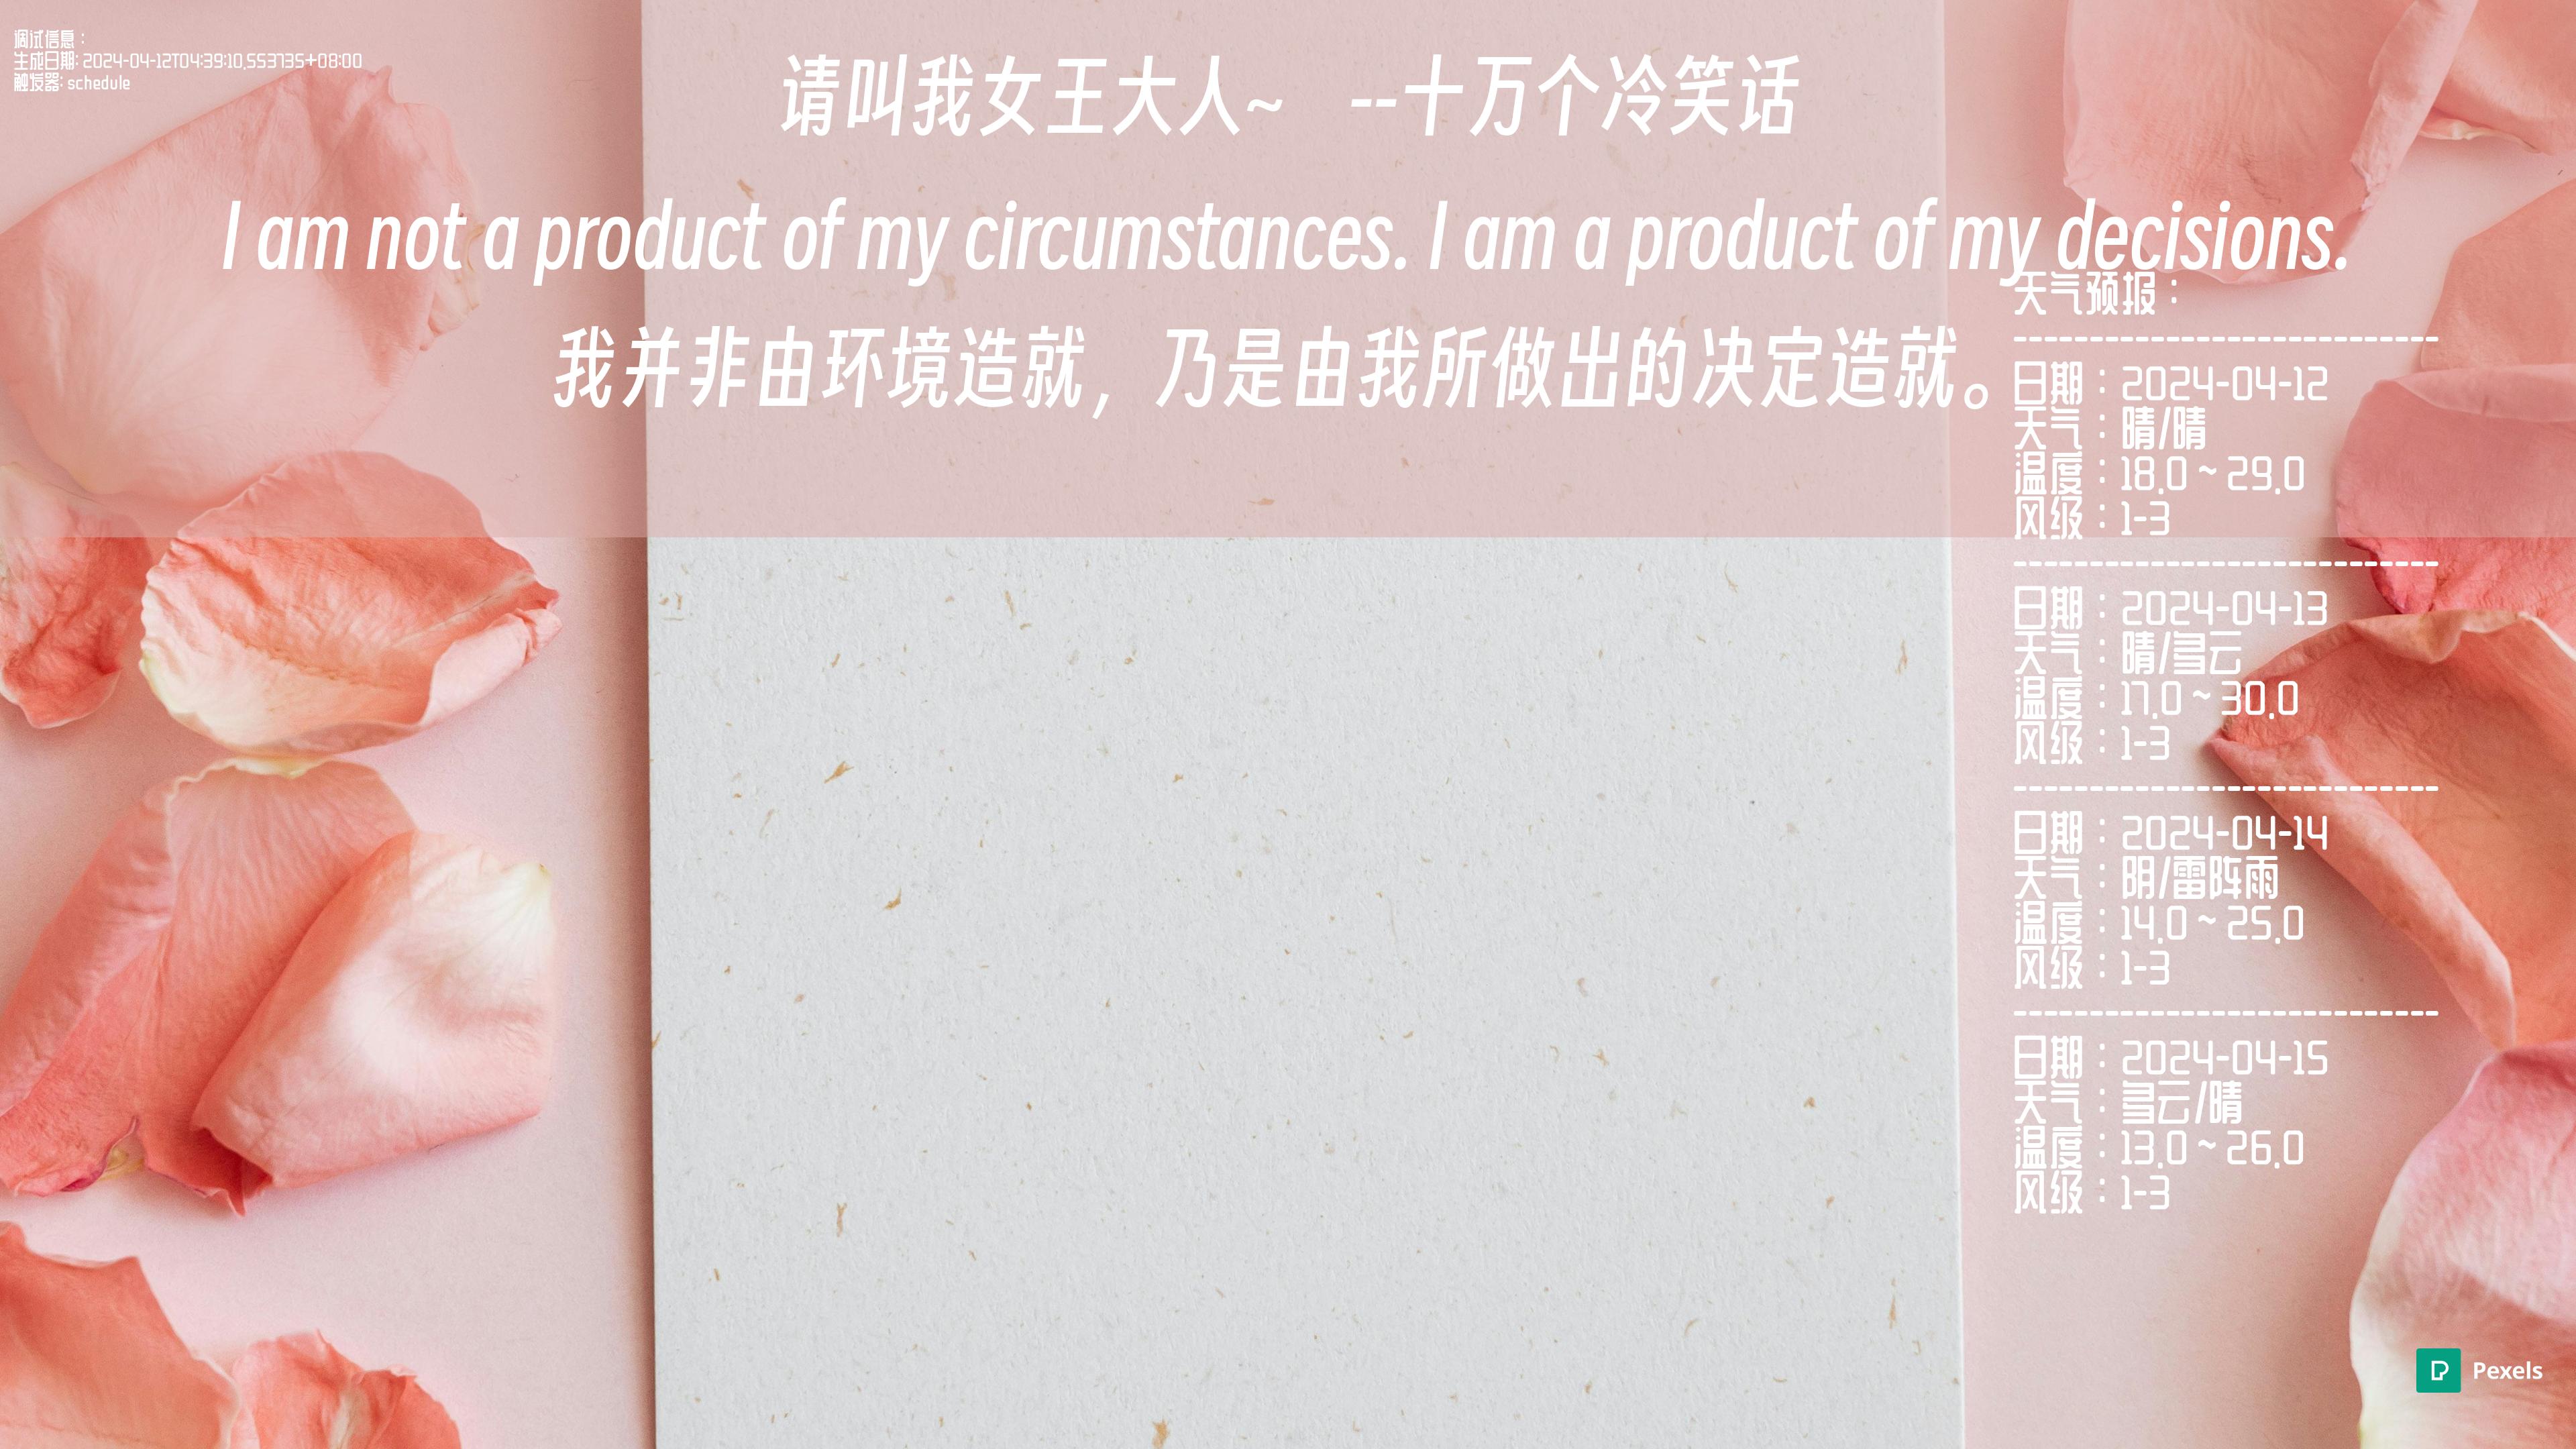 调试信息：
生成日期: 2024-04-12T04:39:10.553735+08:00
触发器: schedule
请叫我女王大人~ --十万个冷笑话
I am not a product of my circumstances. I am a product of my decisions.
我并非由环境造就，乃是由我所做出的决定造就。
天气预报：
------------------------------
日期：2024-04-12
天气：晴/晴
温度：18.0 ~ 29.0
风级：1-3
------------------------------
日期：2024-04-13
天气：晴/多云
温度：17.0 ~ 30.0
风级：1-3
------------------------------
日期：2024-04-14
天气：阴/雷阵雨
温度：14.0 ~ 25.0
风级：1-3
------------------------------
日期：2024-04-15
天气：多云/晴
温度：13.0 ~ 26.0
风级：1-3
Pexels